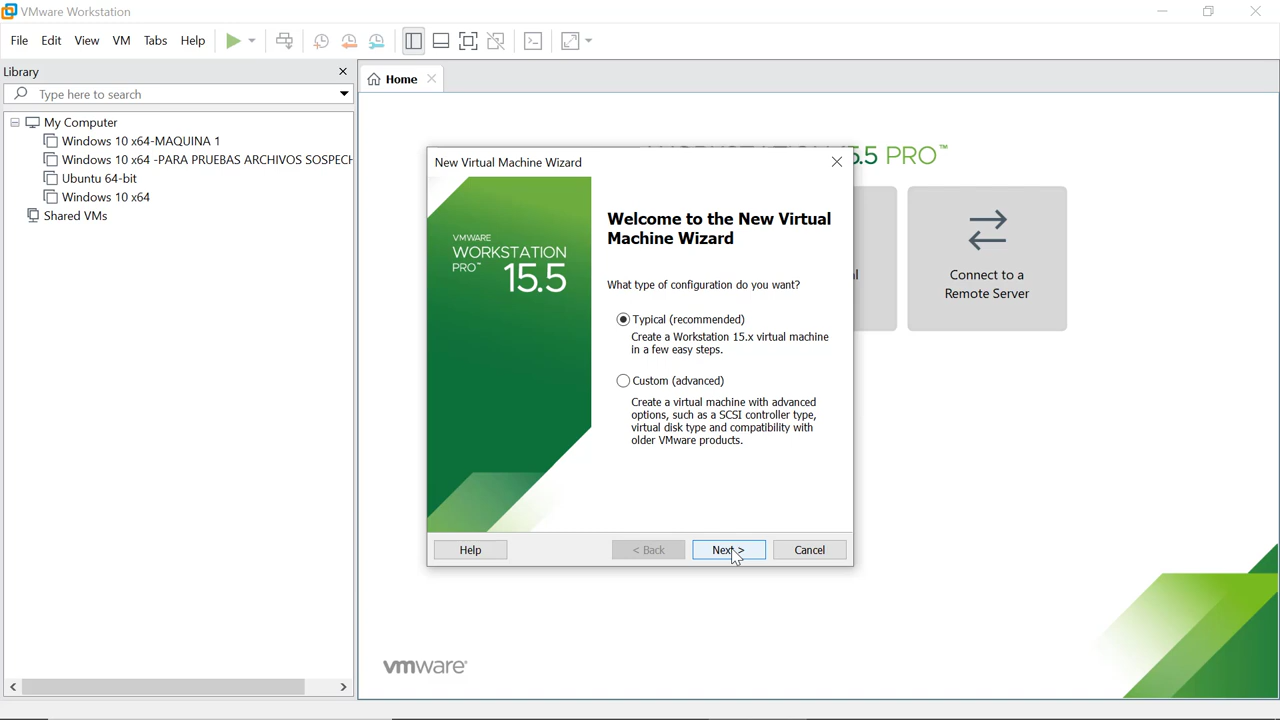 VMware Workstation
File Edit View VM Tabs Help
Library
Type here to search
Home
My Computer
Windows 10 x64-MAQUINA 1
Windows 10 x64 -PARA PRUEBAS ARCHIVOS SOSPECH
Ubuntu 64-bit
Windows 10 x64
Shared VMs
5.5 PRO™
Connect to a
Remote Server
New Virtual Machine Wizard
VMWARE
WORKSTATION
PRO™ 15.5
Welcome to the New Virtual
Machine Wizard
What type of configuration do you want?
Typical (recommended)
Create a Workstation 15.x virtual machine
in a few easy steps.
Custom (advanced)
Create a virtual machine with advanced
options, such as a SCSI controller type,
virtual disk type and compatibility with
older VMware products.
Help < Back Next > Cancel
vmware®